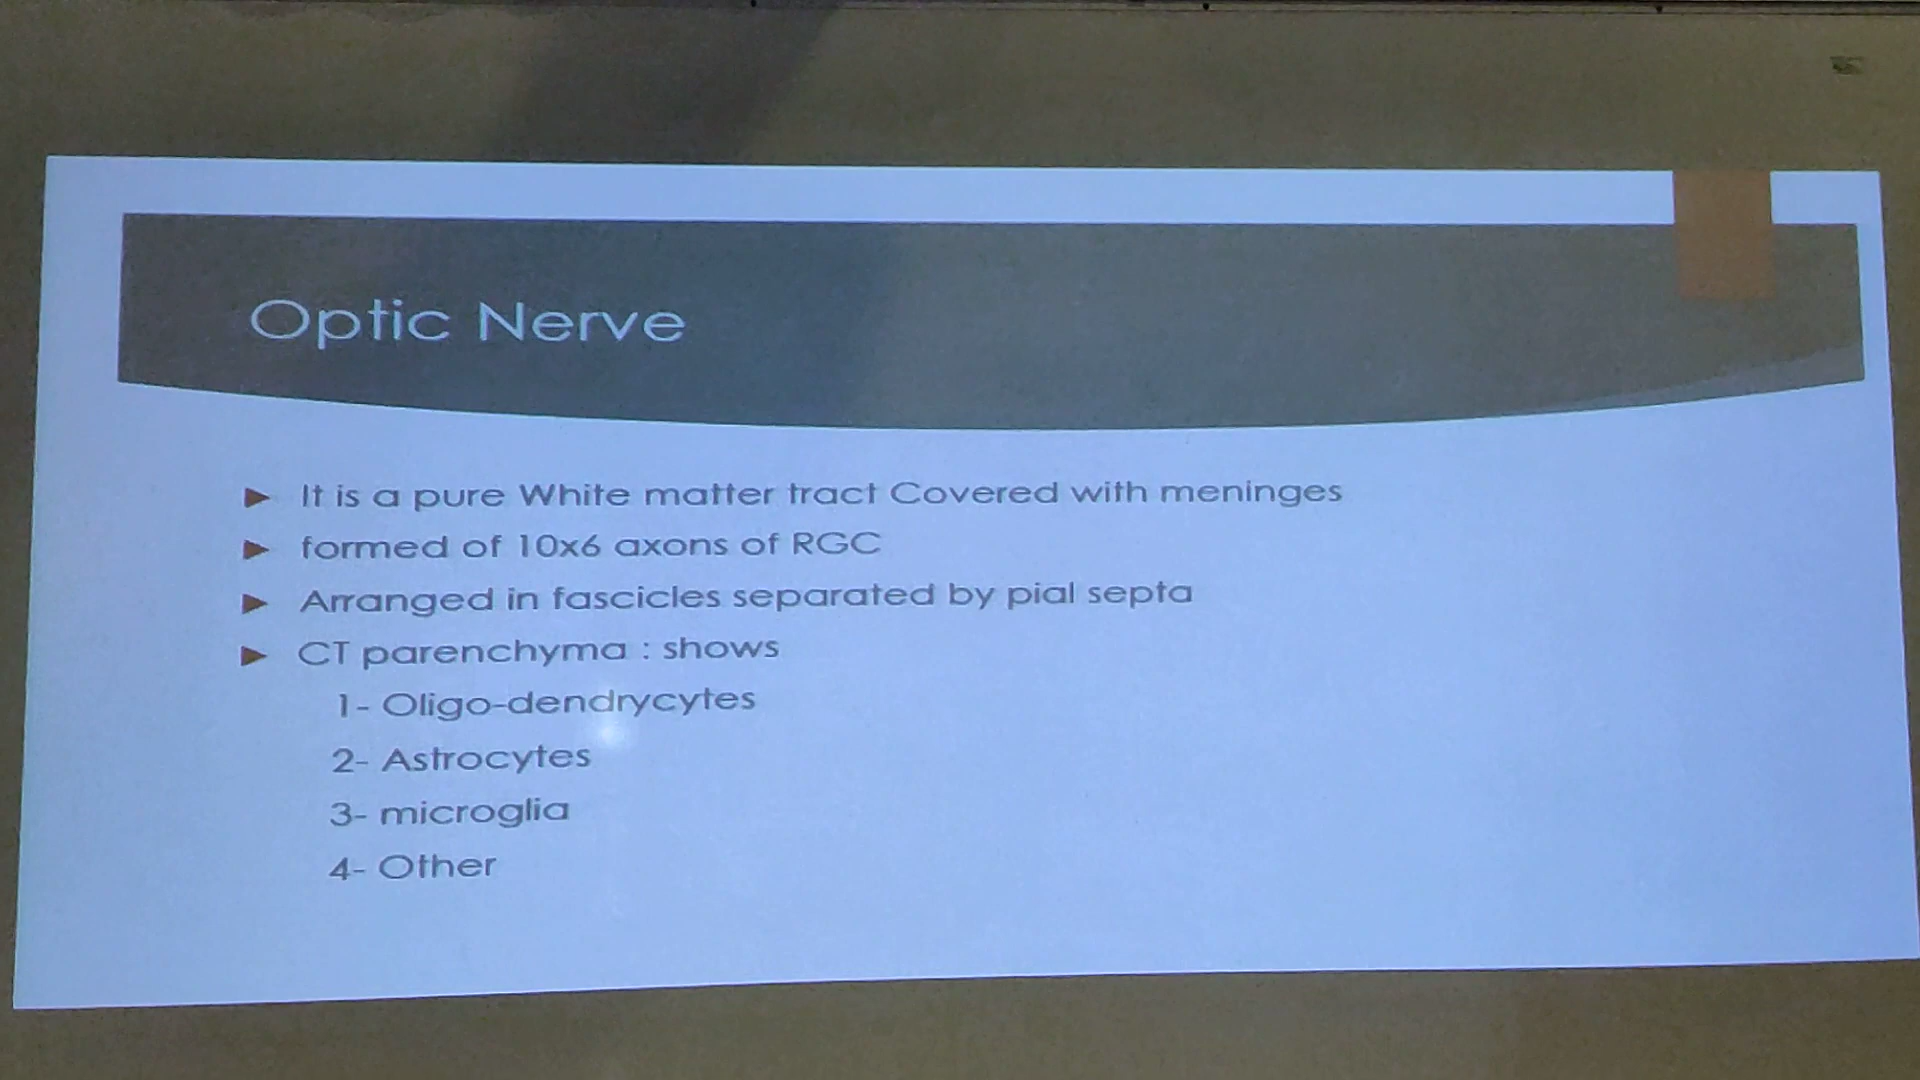 Optic Nerve
It is a pure White matter tract Covered with meninges
formed of 10x6 axons of RGC
Arranged in fascicles separated by pial septa
CT parenchyma : shows
1- Oligo-dendrycytes
2- Astrocytes
3- microglia
4- Other